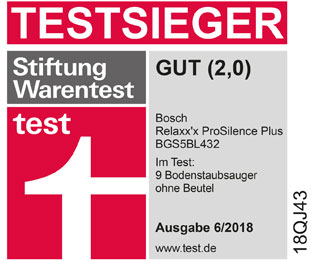 TESTSIEGER
Stiftung
Warentest
test
GUT (2,0)
Bosch
Relaxx'x ProSilence Plus
BGS5BL432
Im Test:
9 Bodenstaubsauger
ohne Beutel
Ausgabe 6/2018
www.test.de
18QJ43